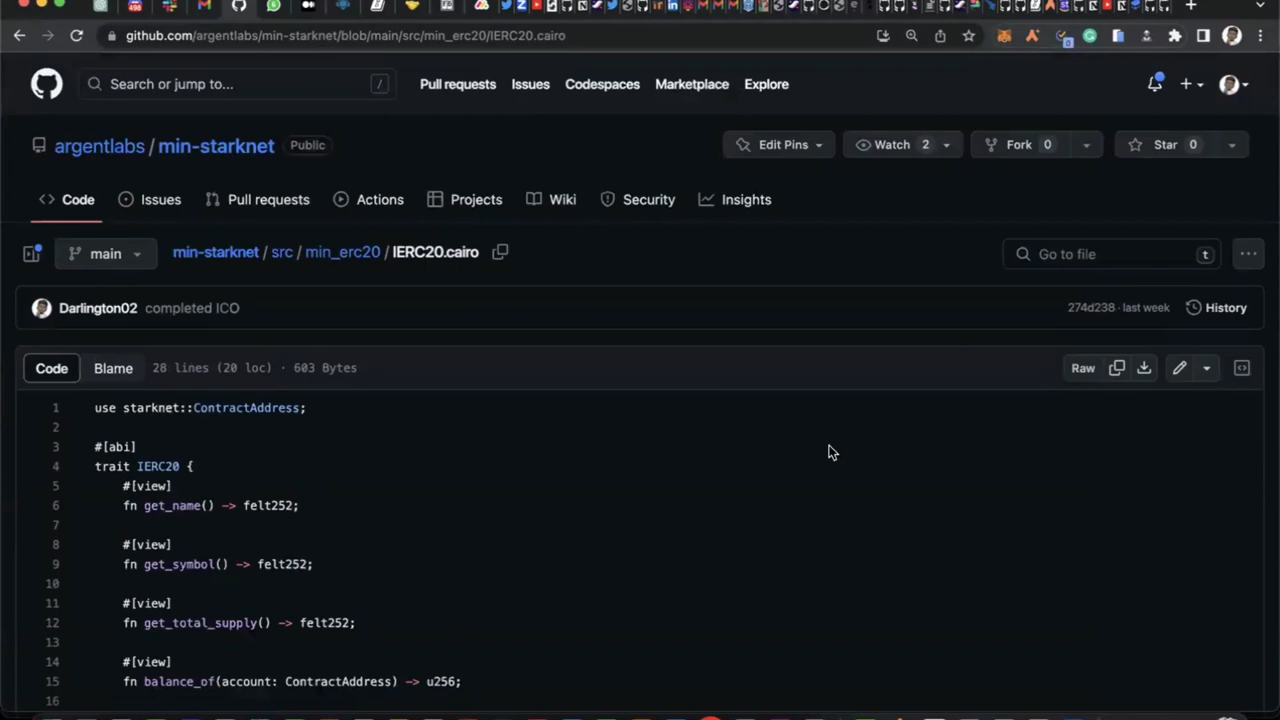 github.com/argentlabs/min-starknet/blob/main/src/min_erc20/IERC20.cairo
Search or jump to... /
Pull requests Issues Codespaces Marketplace Explore
argentlabs / min-starknet Public
Edit Pins Watch 2 Fork 0 Star 0
Code Issues Pull requests Actions Projects Wiki Security Insights
main min-starknet / src / min_erc20 / IERC20.cairo Go to file t
Darlington02 completed ICO 274d238 · last week History
Code Blame 28 lines (20 loc) · 603 Bytes Raw
1 use starknet::ContractAddress;
2
3 #[abi]
4 trait IERC20 {
5 #[view]
6 fn get_name() -> felt252;
7
8 #[view]
9 fn get_symbol() -> felt252;
10
11 #[view]
12 fn get_total_supply() -> felt252;
13
14 #[view]
15 fn balance_of(account: ContractAddress) -> u256;
16